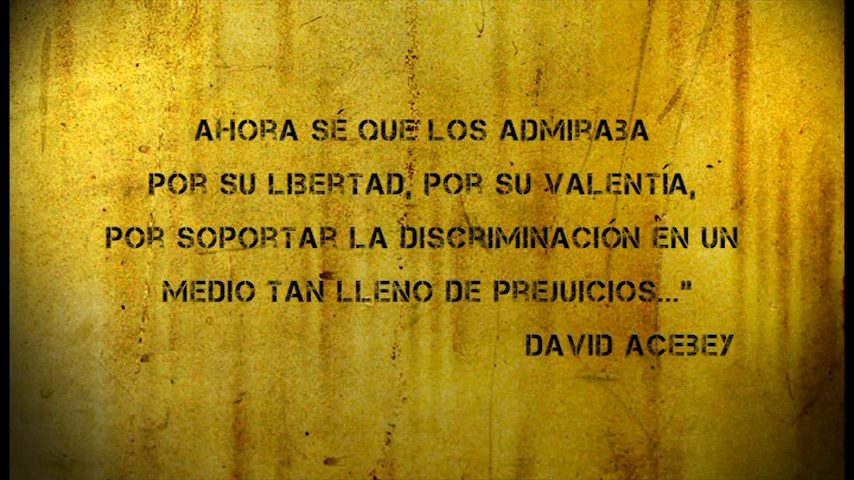 AHORA SÉ QUE LOS ADMIRABA
POR SU LIBERTAD, POR SU VALENTÍA,
POR SOPORTAR LA DISCRIMINACIÓN EN UN
MEDIO TAN LLENO DE PREJUICIOS..."
DAVID ACEBEY